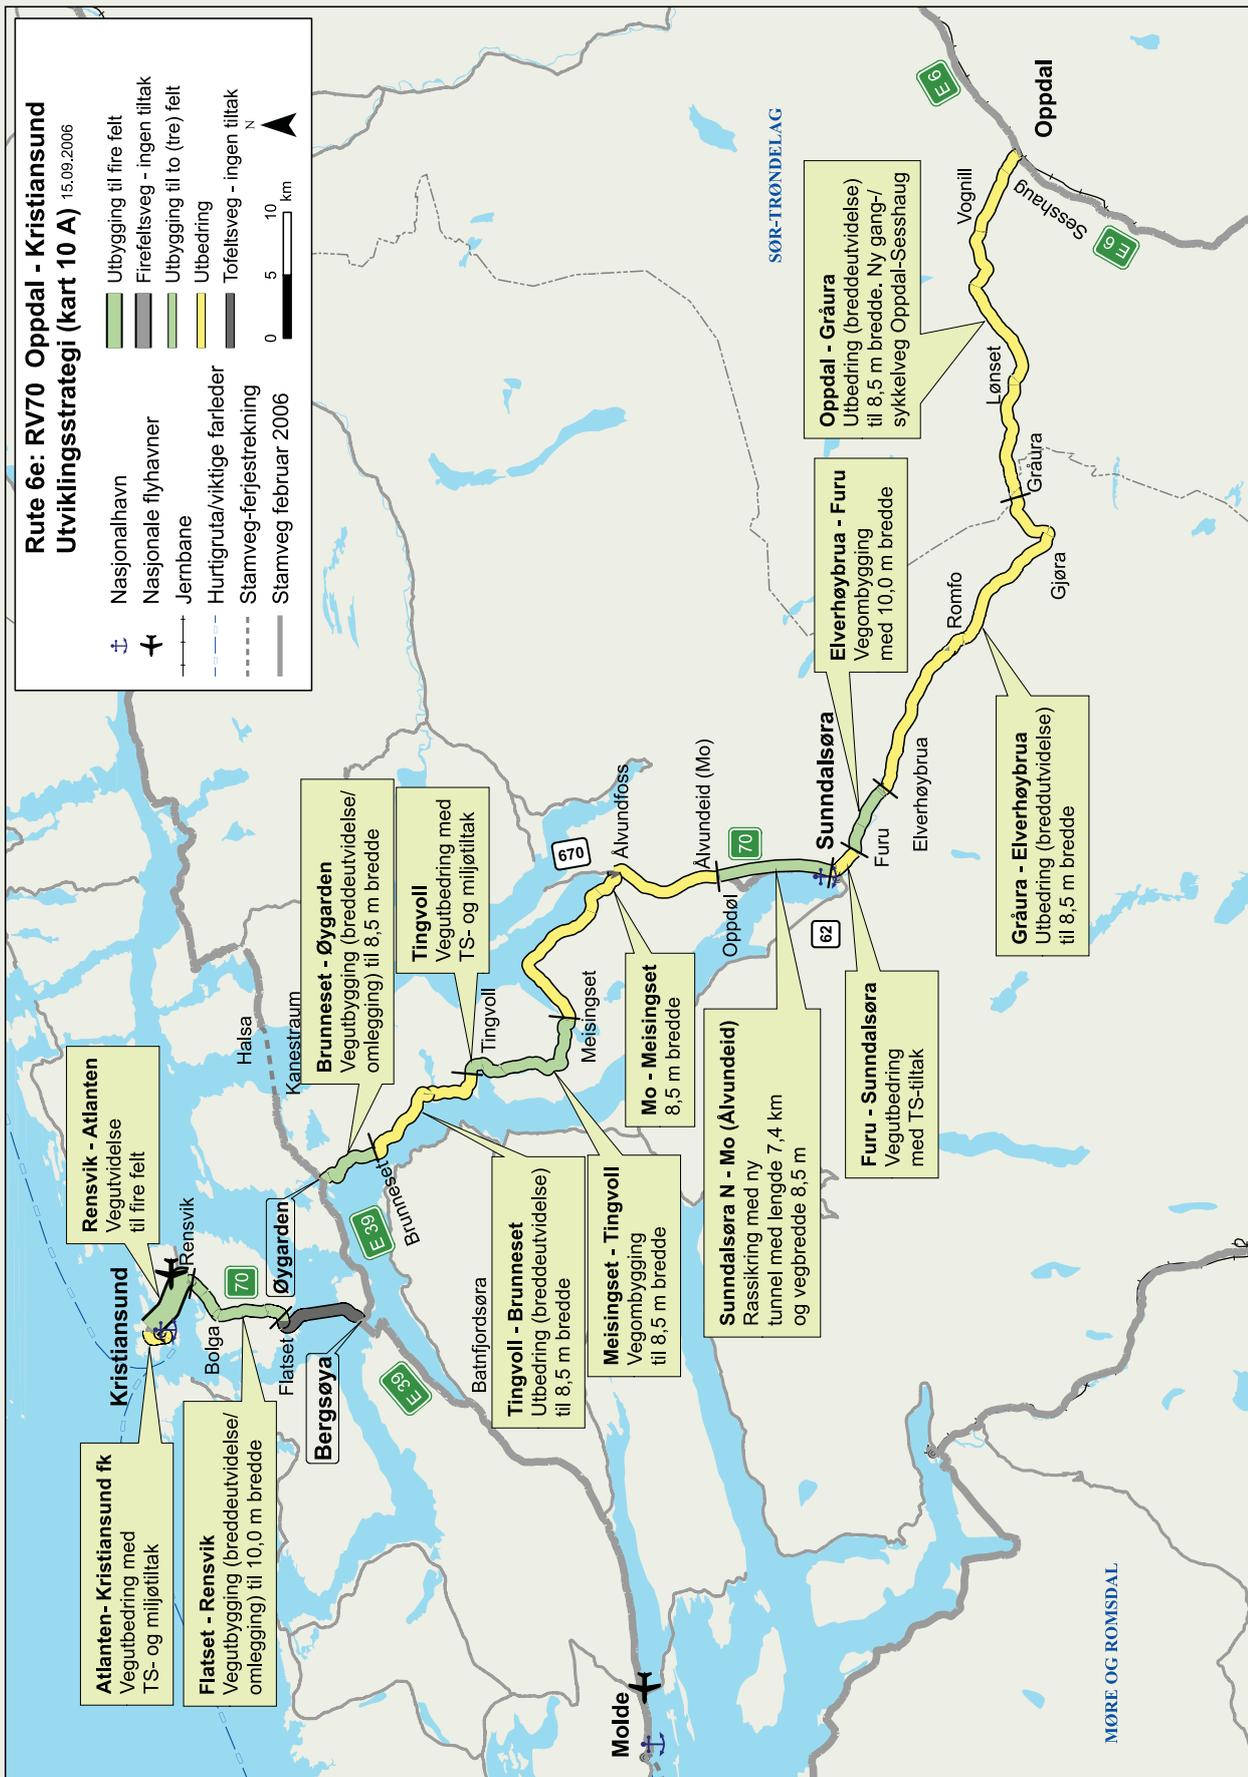 Rute 6e: RV70 Oppdal - Kristiansund
Utviklingsstrategi (kart 10 A) 15.09.2006
Nasjonalhavn
Nasjonale flyhavner
Jernbane
Hurtigruta/viktige farleder
Stamveg-ferjestrekning
Stamveg februar 2006
Utbygging til fire felt
Firefeltsveg - ingen tiltak
Utbygging til to (tre) felt
Utbedring
Tofeltsveg - ingen tiltak
0 5 10 km
N
Atlanten- Kristiansund fk
Vegutbedring med
TS- og miljøtiltak
Flatset - Rensvik
Vegutbygging (breddeutvidelse/
omlegging) til 10,0 m bredde
Rensvik - Atlanten
Vegutvidelse
til fire felt
Kristiansund
Rensvik
Bolga
70
Flatset
Øygarden
Bergsøya
E 39
E 39
Brunneset
Batnfjordsøra
Halsa
Kanestraum
Brunneset - Øygarden
Vegutbygging (breddeutvidelse/
omlegging) til 8,5 m bredde
Tingvoll
Vegutbedring med
TS- og miljøtiltak
Tingvoll
Meisingset
Tingvoll - Brunneset
Utbedring (breddeutvidelse)
til 8,5 m bredde
Meisingset - Tingvoll
Vegombygging
til 8,5 m bredde
Mo - Meisingset
8,5 m bredde
670
Ålvundfoss
Ålvundeid (Mo)
Oppdøl
70
62
Sunndalsøra N - Mo (Ålvundeid)
Rassikring med ny
tunnel med lengde 7,4 km
og vegbredde 8,5 m
Furu - Sunndalsøra
Vegutbedring
med TS-tiltak
Sunndalsøra
Furu
Elverhøybrua
Elverhøybrua - Furu
Vegombygging
med 10,0 m bredde
Gråura - Elverhøybrua
Utbedring (breddutvidelse)
til 8,5 m bredde
Romfo
Gjøra
Gråura
Lønset
Oppdal - Gråura
Utbedring (breddeutvidelse)
til 8,5 m bredde. Ny gang-/
sykkelveg Oppdal-Sesshaug
Vognill
Sesshaug
Oppdal
E 6
E 6
SØR-TRØNDELAG
Molde
MØRE OG ROMSDAL